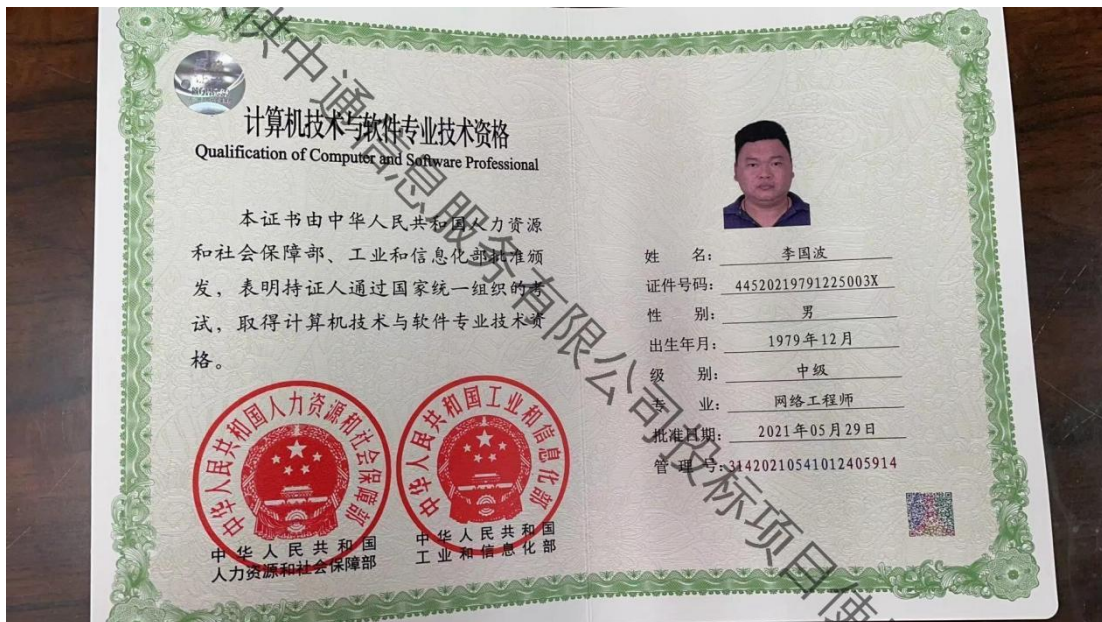 计算机技术与软件专业技术资格
Qualification of Computer and Software Professional
本证书由中华人民共和国人力资源
和社会保障部、工业和信息化部批准颁
发，表明持证人通过国家统一组织的考
试，取得计算机技术与软件专业技术资
格。
中华人民共和国人力资源和社会保障部
中华人民共和国工业和信息化部
中华人民共和国
人力资源和社会保障部
中华人民共和国
工业和信息化部
姓 名： 李国波
证件号码： 44520219791225003X
性 别： 男
出生年月： 1979年12月
级 别： 中级
专 业： 网络工程师
批准日期： 2021年05月29日
管 理 号：31420210541012405914
供中通信息服务有限公司投标项目使